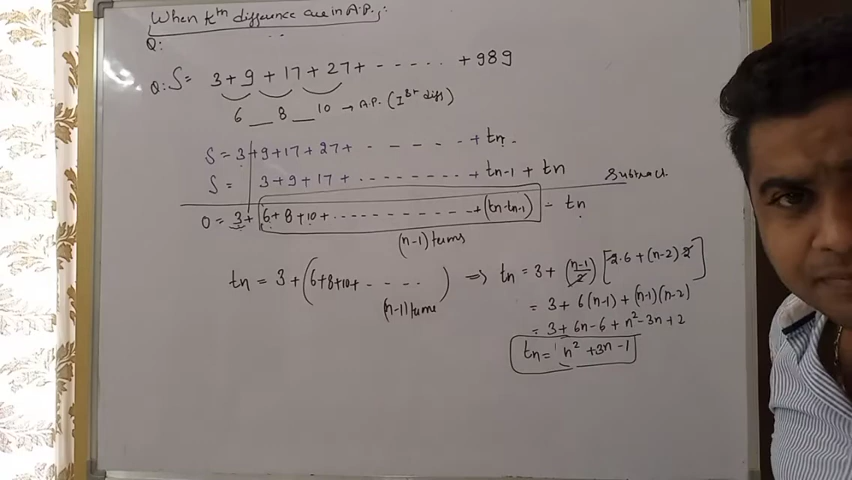 When kth difference are in A.P.,:
Q:
Q: S = 3 + 9 + 17 + 27 + ------ + 989
6 __ 8 __ 10 → A.P. (Ist diff)
S = 3 + 9 + 17 + 27 + - - - - - - + tn.
S = 3 + 9 + 17 + -------- + tn-1 + tn Subtract
0 = 3 + 6 + 8 + 10 + --------------- + (tn - tn-1) - tn
(n-1) terms
tn = 3 + (6+8+10+ - - - - ) ⇒ tn = 3 + (n-1/2) [2·6 + (n-2) 2]
(n-1) terms
= 3 + 6(n-1) + (n-1)(n-2)
= 3 + 6n - 6 + n² - 3n + 2
tn = n² + 3n - 1